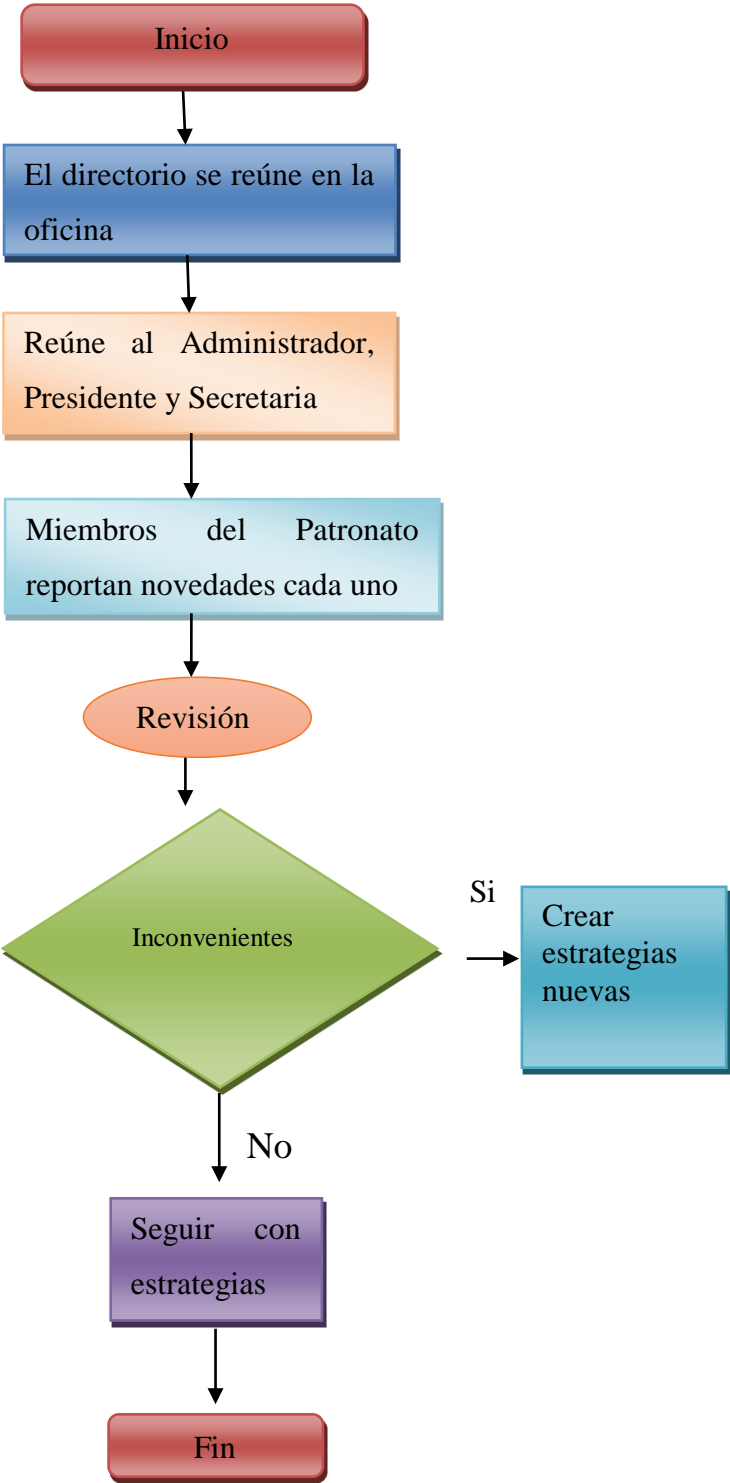 Inicio
El directorio se reúne en la
oficina
Reúne al Administrador,
Presidente y Secretaria
Miembros del Patronato
reportan novedades cada uno
Revisión
Inconvenientes
Si
Crear
estrategias
nuevas
No
Seguir con
estrategias
Fin